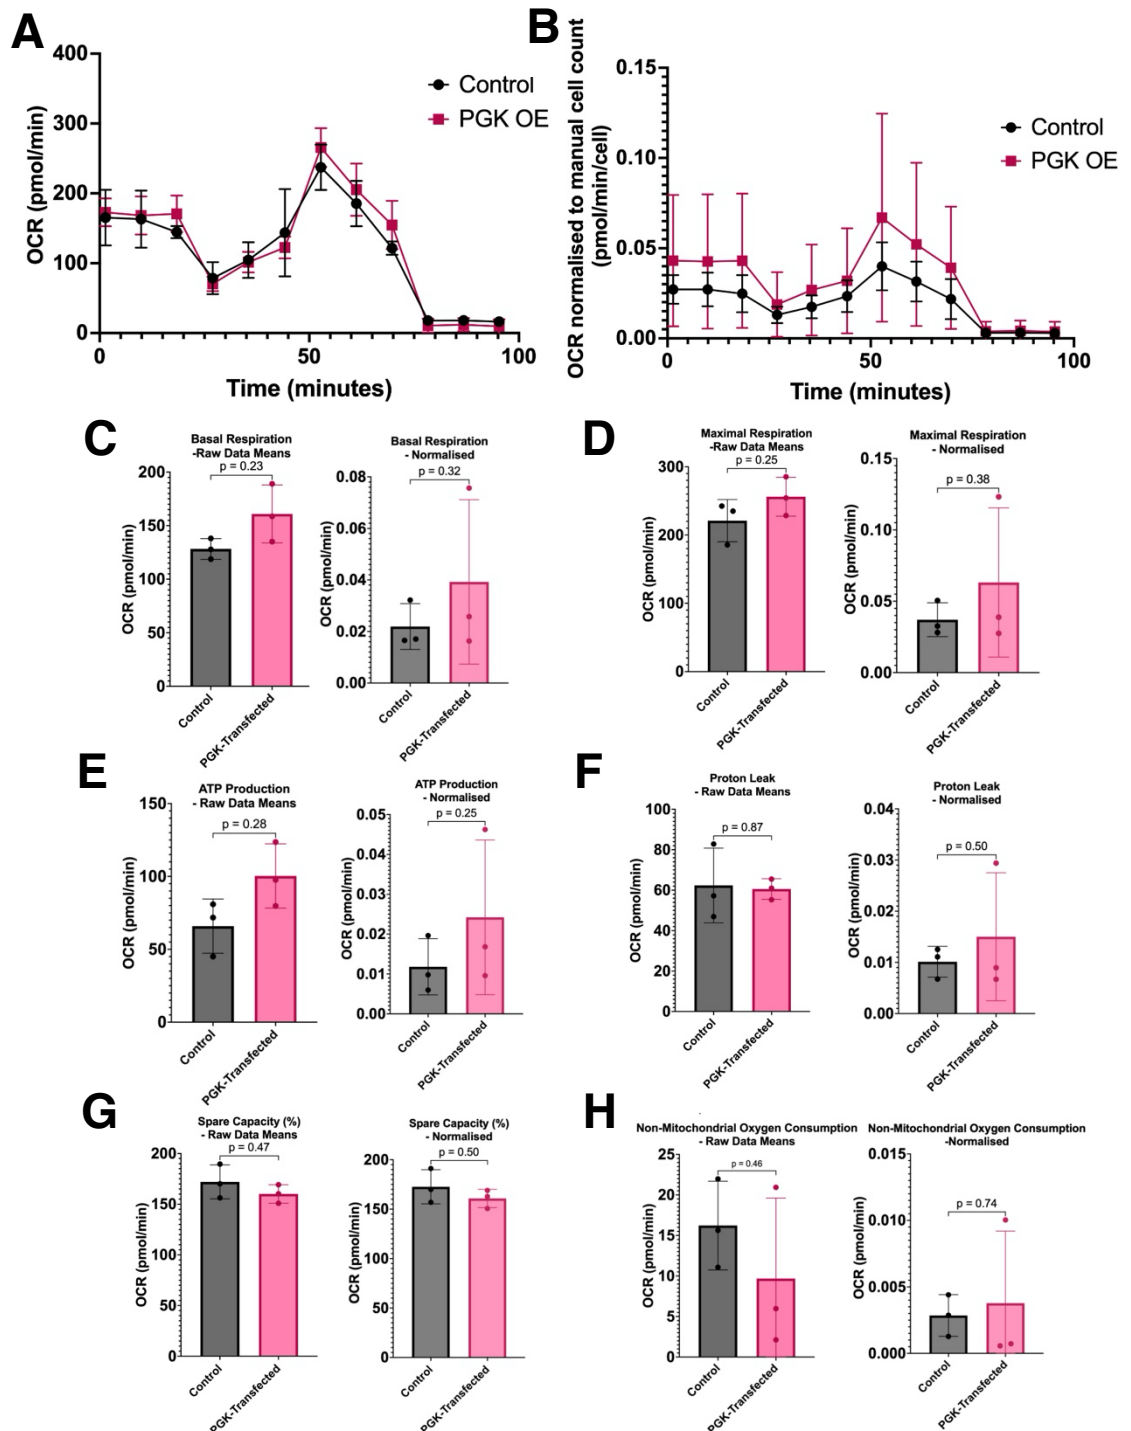 A
400
300
200
100
0
OCR (pmol/min)
Control
PGK OE
0
50
100
Time (minutes)
B
0.15
0.10
0.05
0.00
OCR normalised to manual cell count
(pmol/min/cell)
Control
PGK OE
0
50
100
Time (minutes)
C
Basal Respiration
-Raw Data Means
p = 0.23
200
150
100
50
0
OCR (pmol/min)
Control
PGK-Transfected
Basal Respiration
- Normalised
p = 0.32
0.08
0.06
0.04
0.02
0.00
OCR (pmol/min)
Control
PGK-Transfected
D
Maximal Respiration
-Raw Data Means
p = 0.25
300
200
100
0
OCR (pmol/min)
Control
PGK-Transfected
Maximal Respiration
- Normalised
p = 0.38
0.15
0.10
0.05
0.00
OCR (pmol/min)
Control
PGK-Transfected
E
ATP Production
- Raw Data Means
p = 0.28
150
100
50
0
OCR (pmol/min)
Control
PGK-Transfected
ATP Production
- Normalised
p = 0.25
0.05
0.04
0.03
0.02
0.01
0.00
OCR (pmol/min)
Control
PGK-Transfected
F
Proton Leak
- Raw Data Means
p = 0.87
100
80
60
40
20
0
OCR (pmol/min)
Control
PGK-Transfected
Proton Leak
- Normalised
p = 0.50
0.04
0.03
0.02
0.01
0.00
OCR (pmol/min)
Control
PGK-Transfected
G
Spare Capacity (%)
- Raw Data Means
p = 0.47
200
150
100
50
0
OCR (pmol/min)
Control
PGK-Transfected
Spare Capacity (%)
- Normalised
p = 0.50
200
150
100
50
0
OCR (pmol/min)
Control
PGK-Transfected
H
Non-Mitochondrial Oxygen Consumption
- Raw Data Means
p = 0.46
25
20
15
10
5
0
OCR (pmol/min)
Control
PGK-Transfected
Non-Mitochondrial Oxygen Consumption
-Normalised
p = 0.74
0.015
0.010
0.005
0.000
OCR (pmol/min)
Control
PGK-Transfected